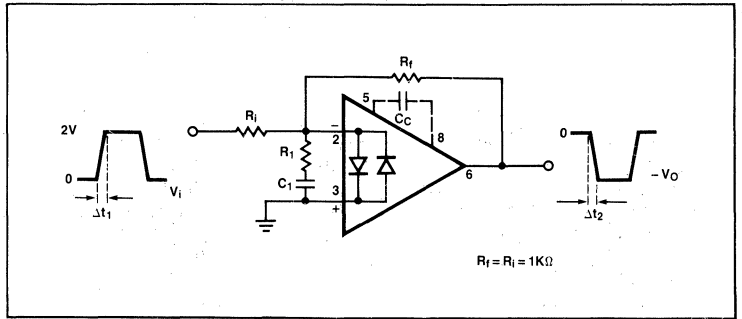 2V
0
Δt1
Vi
Ri
R1
C1
Rf
5
CC
8
−
2
3
+
6
0
−VO
Δt2
Rf = Ri = 1KΩ